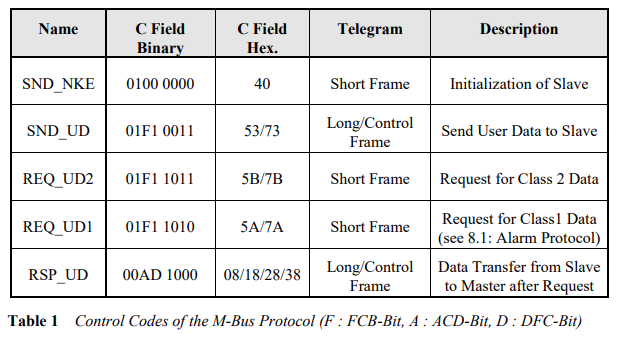 Name C Field Binary C Field Hex. Telegram Description
SND_NKE 0100 0000 40 Short Frame Initialization of Slave
SND_UD 01F1 0011 53/73 Long/Control Frame Send User Data to Slave
REQ_UD2 01F1 1011 5B/7B Short Frame Request for Class 2 Data
REQ_UD1 01F1 1010 5A/7A Short Frame Request for Class1 Data (see 8.1: Alarm Protocol)
RSP_UD 00AD 1000 08/18/28/38 Long/Control Frame Data Transfer from Slave to Master after Request
Table 1 Control Codes of the M-Bus Protocol (F : FCB-Bit, A : ACD-Bit, D : DFC-Bit)